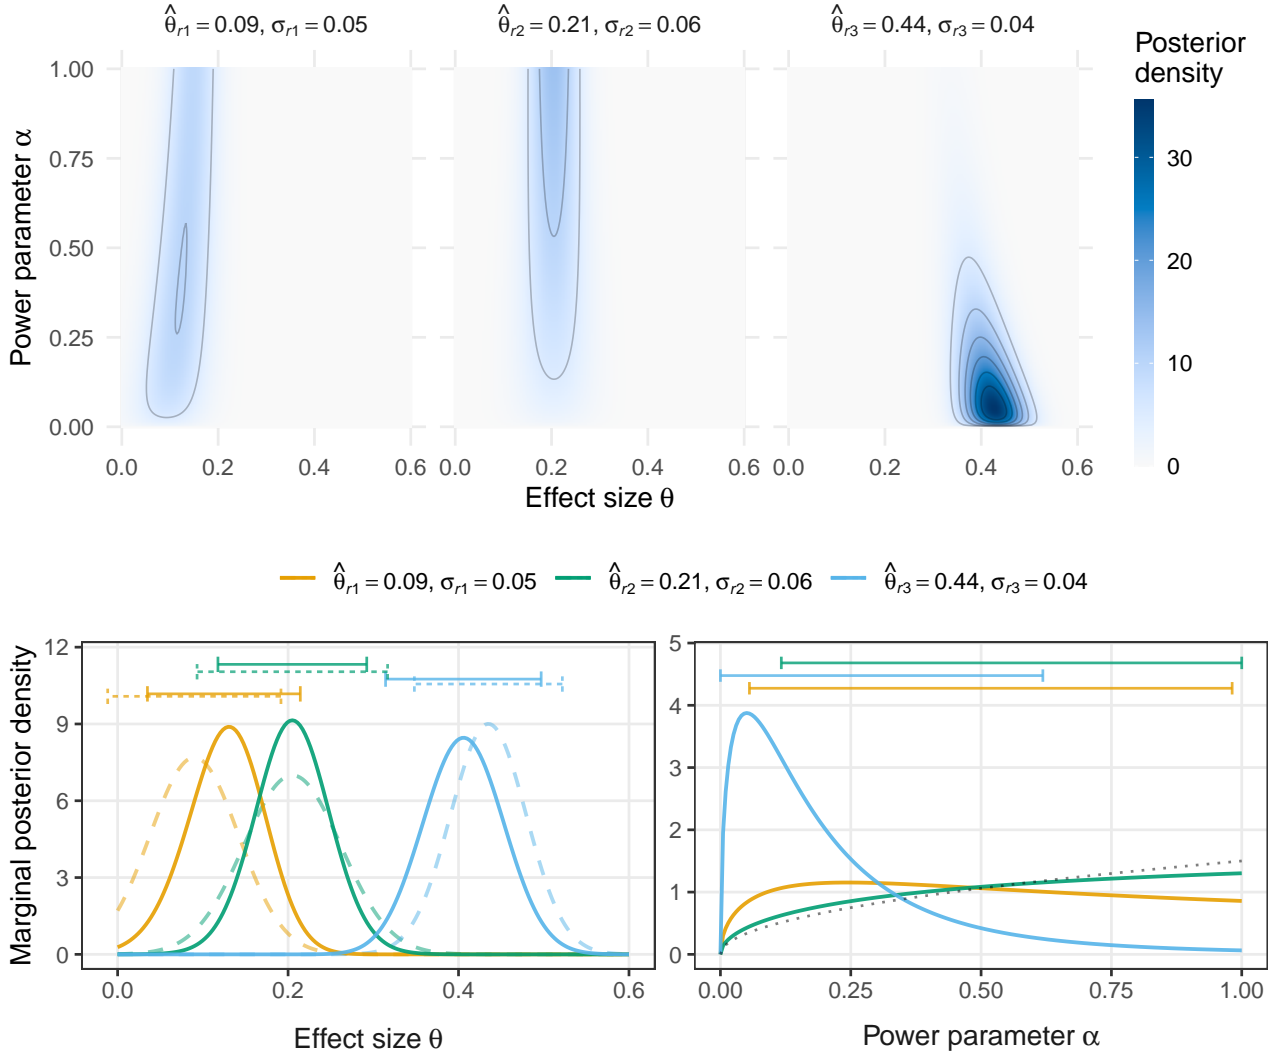 θ̂r1 = 0.09, σr1 = 0.05
θ̂r2 = 0.21, σr2 = 0.06
θ̂r3 = 0.44, σr3 = 0.04
Posterior
density
30
20
10
0
Power parameter α
1.00
0.75
0.50
0.25
0.00
0.0 0.2 0.4 0.6
0.0 0.2 0.4 0.6
0.0 0.2 0.4 0.6
Effect size θ
θ̂r1 = 0.09, σr1 = 0.05 θ̂r2 = 0.21, σr2 = 0.06 θ̂r3 = 0.44, σr3 = 0.04
Marginal posterior density
12
9
6
3
0
0.0 0.2 0.4 0.6
Effect size θ
5
4
3
2
1
0
0.00 0.25 0.50 0.75 1.00
Power parameter α